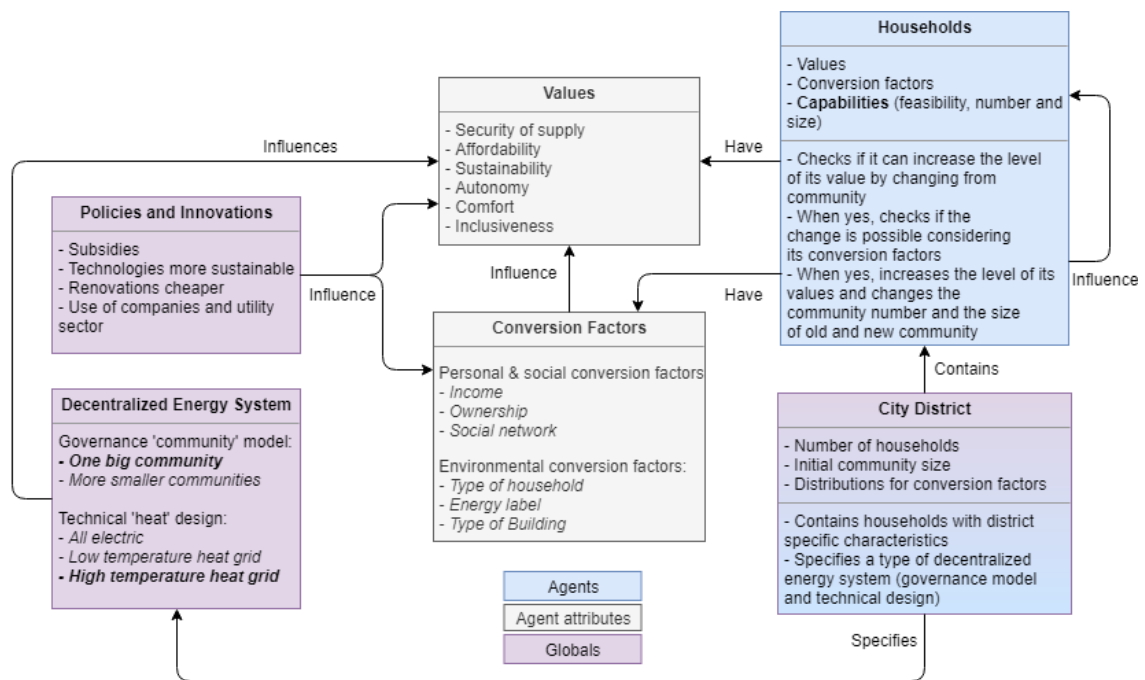 Households
- Values
- Conversion factors
- Capabilities (feasibility, number and
size)
- Checks if it can increase the level
of its value by changing from
community
- When yes, checks if the
change is possible considering
its conversion factors
- When yes, increases the level of its
values and changes the
community number and the size
of old and new community
Values
- Security of supply
- Affordability
- Sustainability
- Autonomy
- Comfort
- Inclusiveness
Influences
Have
Policies and Innovations
- Subsidies
- Technologies more sustainable
- Renovations cheaper
- Use of companies and utility
sector
Influence
Influence
Have
Influence
Conversion Factors
Personal & social conversion factors
- Income
- Ownership
- Social network
Environmental conversion factors:
- Type of household
- Energy label
- Type of Building
Contains
Decentralized Energy System
Governance 'community' model:
- One big community
- More smaller communities
Technical 'heat' design:
- All electric
- Low temperature heat grid
- High temperature heat grid
City District
- Number of households
- Initial community size
- Distributions for conversion factors
- Contains households with district
specific characteristics
- Specifies a type of decentralized
energy system (governance model
and technical design)
Agents
Agent attributes
Globals
Specifies